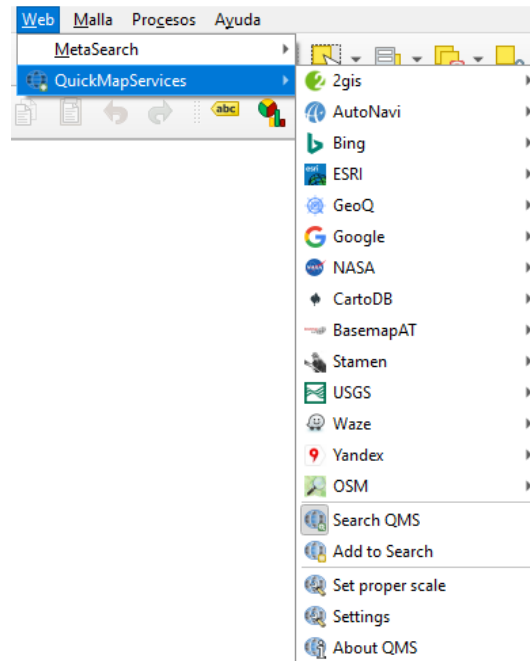 Web Malla Procesos Ayuda
MetaSearch
QuickMapServices
abc
2gis
AutoNavi
Bing
esri ESRI
GeoQ
Google
NASA
CartoDB
BasemapAT
Stamen
USGS
Waze
Yandex
OSM
Search QMS
Add to Search
Set proper scale
Settings
About QMS